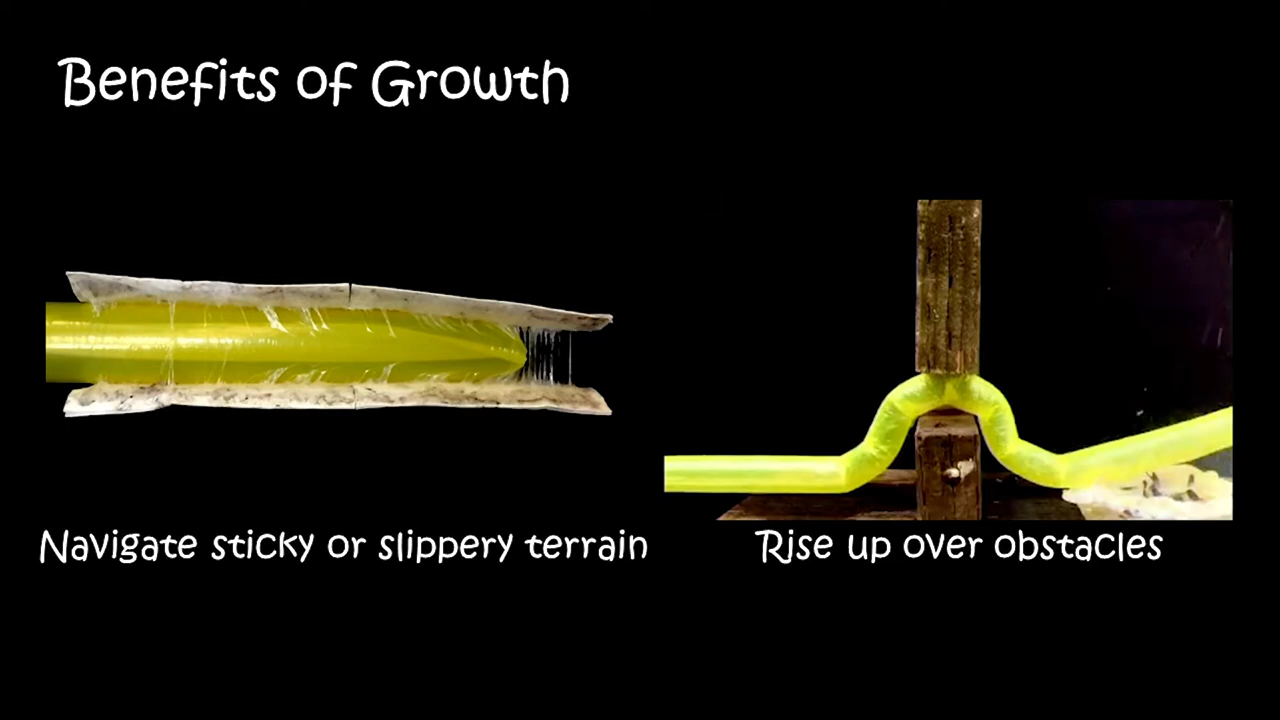 Benefits of Growth
Navigate sticky or slippery terrain
Rise up over obstacles